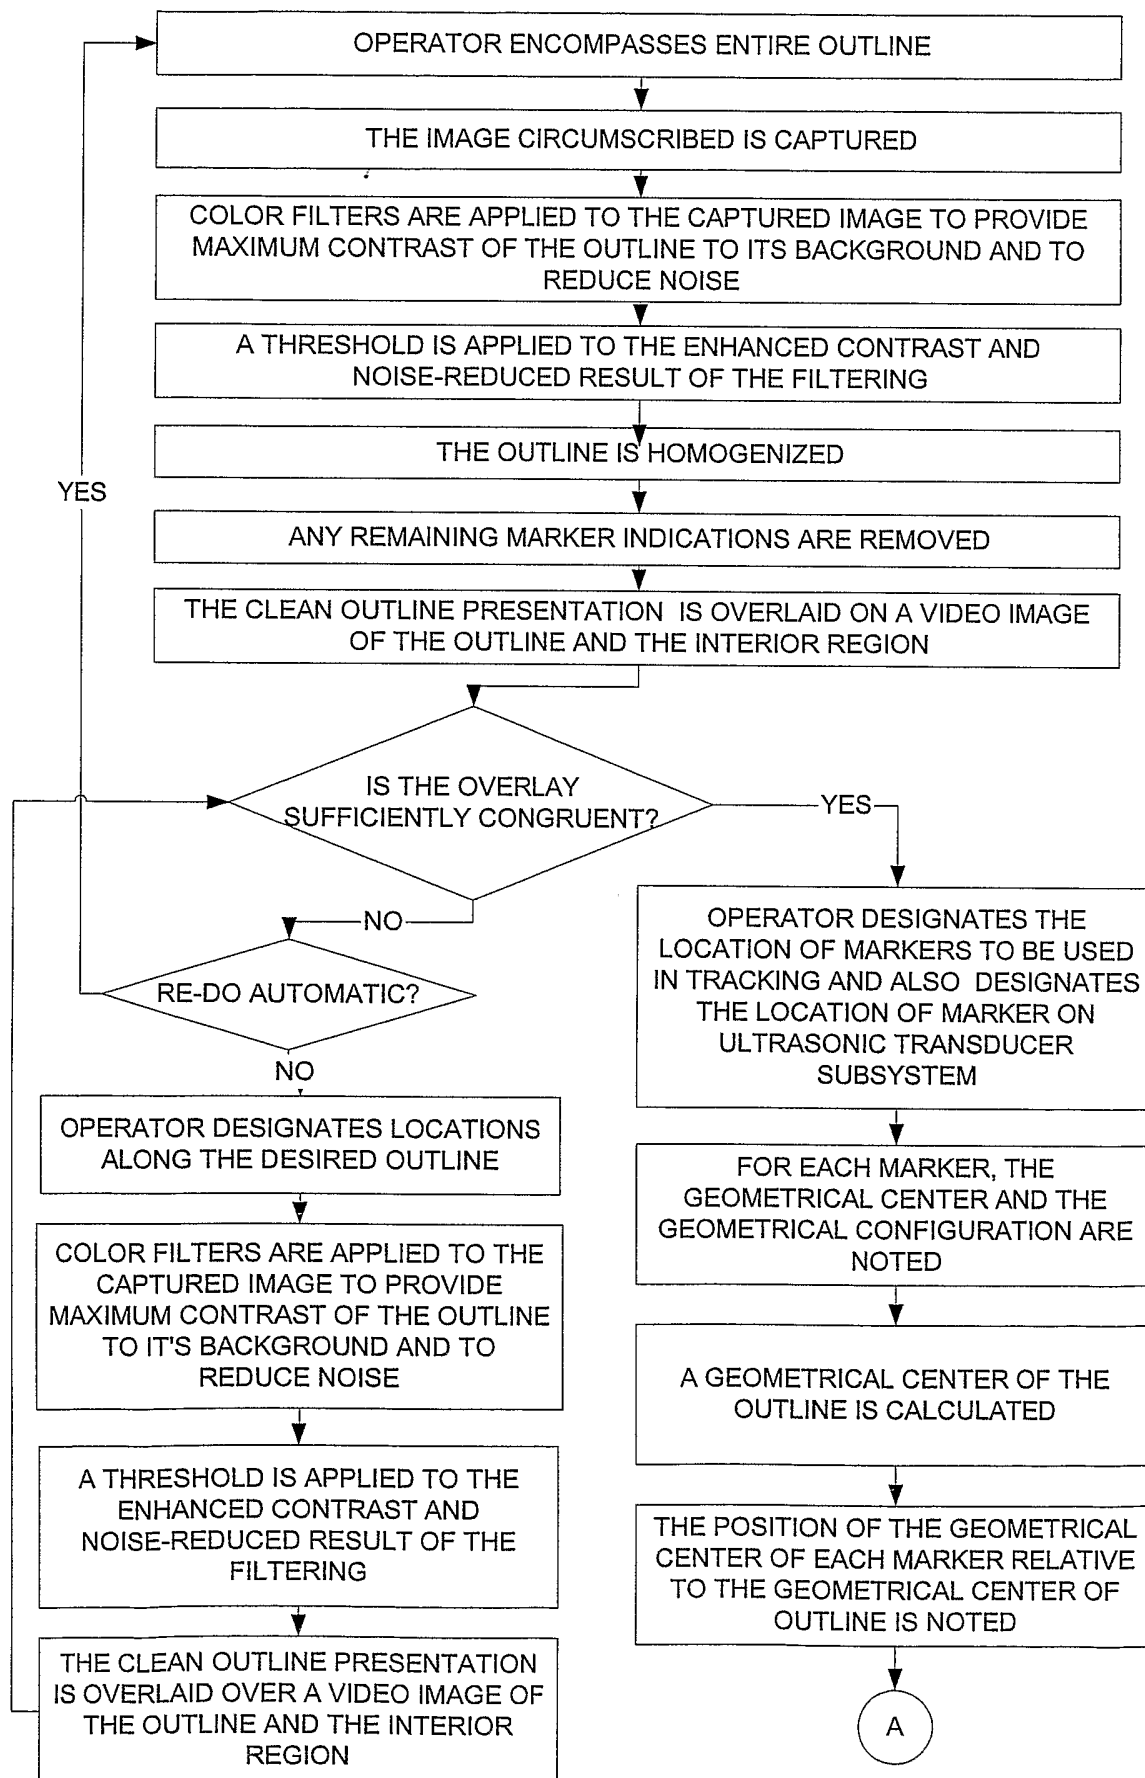 OPERATOR ENCOMPASSES ENTIRE OUTLINE
THE IMAGE CIRCUMSCRIBED IS CAPTURED
COLOR FILTERS ARE APPLIED TO THE CAPTURED IMAGE TO PROVIDE
MAXIMUM CONTRAST OF THE OUTLINE TO ITS BACKGROUND AND TO
REDUCE NOISE
A THRESHOLD IS APPLIED TO THE ENHANCED CONTRAST AND
NOISE-REDUCED RESULT OF THE FILTERING
THE OUTLINE IS HOMOGENIZED
YES
ANY REMAINING MARKER INDICATIONS ARE REMOVED
THE CLEAN OUTLINE PRESENTATION IS OVERLAID ON A VIDEO IMAGE
OF THE OUTLINE AND THE INTERIOR REGION
IS THE OVERLAY
SUFFICIENTLY CONGRUENT?
YES
NO
RE-DO AUTOMATIC?
NO
OPERATOR DESIGNATES LOCATIONS
ALONG THE DESIRED OUTLINE
COLOR FILTERS ARE APPLIED TO THE
CAPTURED IMAGE TO PROVIDE
MAXIMUM CONTRAST OF THE OUTLINE
TO IT'S BACKGROUND AND TO
REDUCE NOISE
A THRESHOLD IS APPLIED TO THE
ENHANCED CONTRAST AND
NOISE-REDUCED RESULT OF THE
FILTERING
THE CLEAN OUTLINE PRESENTATION
IS OVERLAID OVER A VIDEO IMAGE OF
THE OUTLINE AND THE INTERIOR
REGION
OPERATOR DESIGNATES THE
LOCATION OF MARKERS TO BE USED
IN TRACKING AND ALSO DESIGNATES
THE LOCATION OF MARKER ON
ULTRASONIC TRANSDUCER
SUBSYSTEM
FOR EACH MARKER, THE
GEOMETRICAL CENTER AND THE
GEOMETRICAL CONFIGURATION ARE
NOTED
A GEOMETRICAL CENTER OF THE
OUTLINE IS CALCULATED
THE POSITION OF THE GEOMETRICAL
CENTER OF EACH MARKER RELATIVE
TO THE GEOMETRICAL CENTER OF
OUTLINE IS NOTED
A